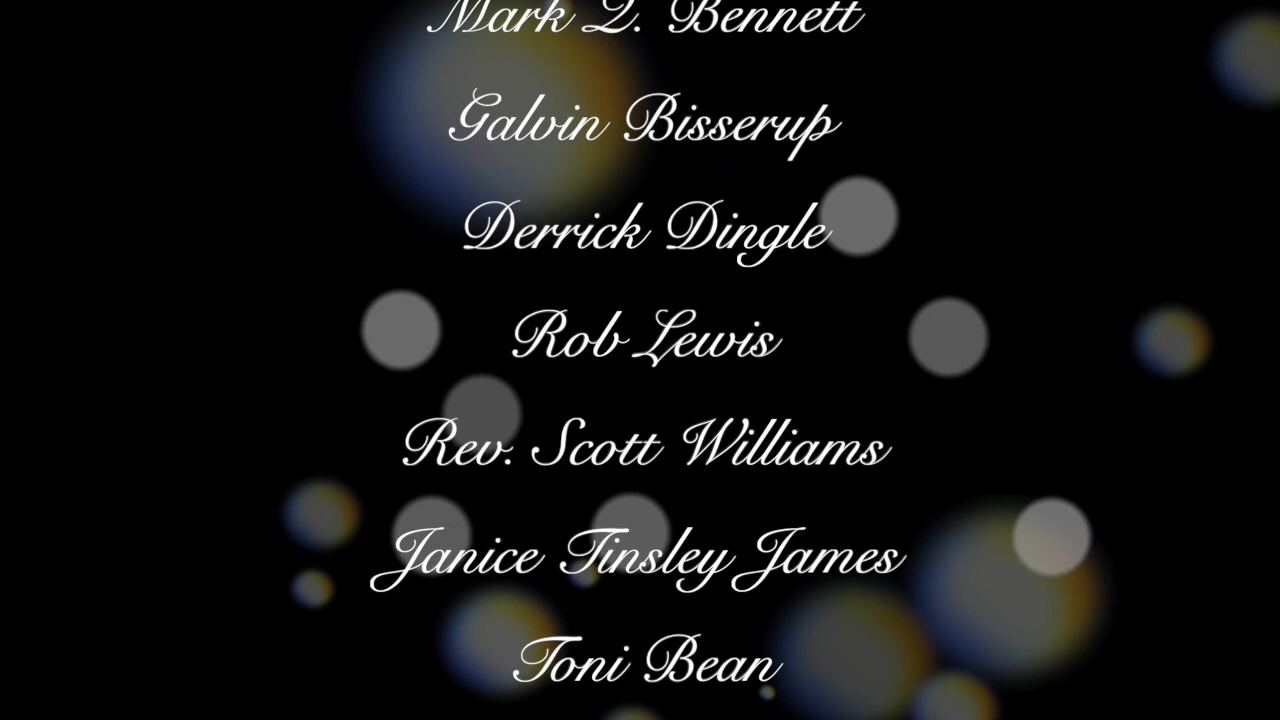 Mark Q. Bennett
Galvin Bisserup
Derrick Dingle
Rob Lewis
Rev. Scott Williams
Janice Tinsley James
Toni Bean